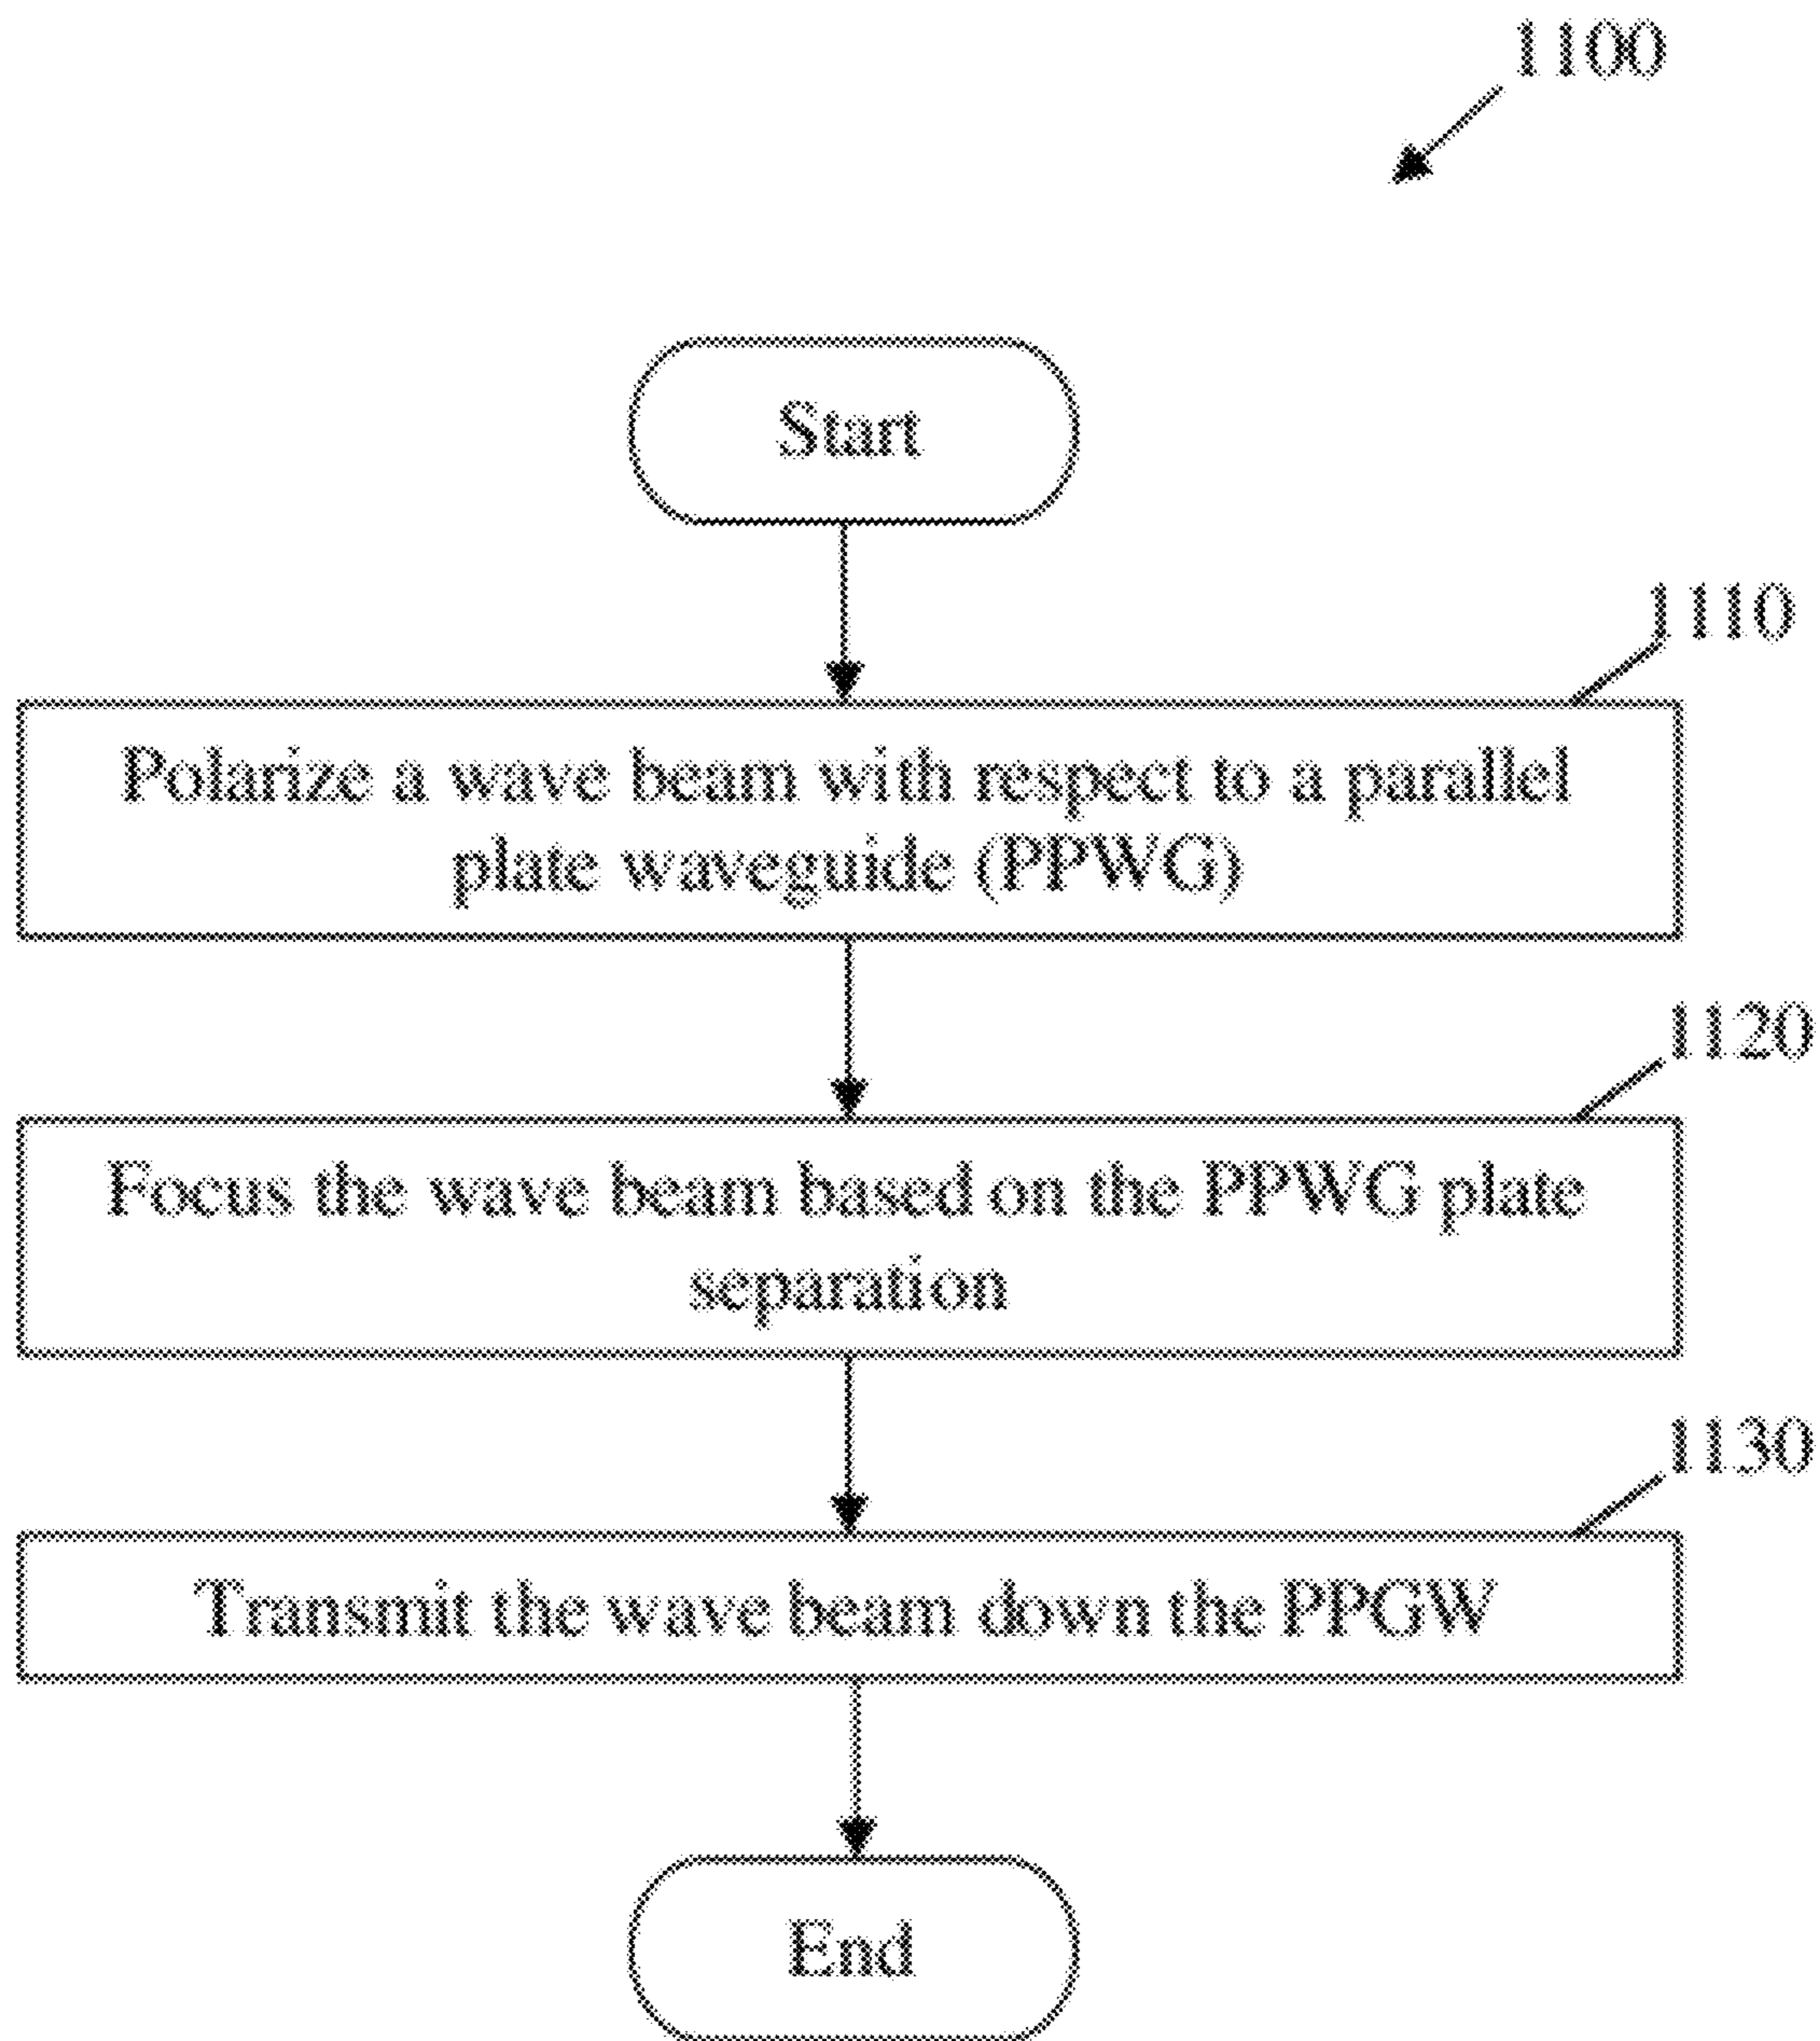 1100
Start
1110
Polarize a wave beam with respect to a parallel
plate waveguide (PPWG)
1120
Focus the wave beam based on the PPWG plate
separation
1130
Transmit the wave beam down the PPGW
End